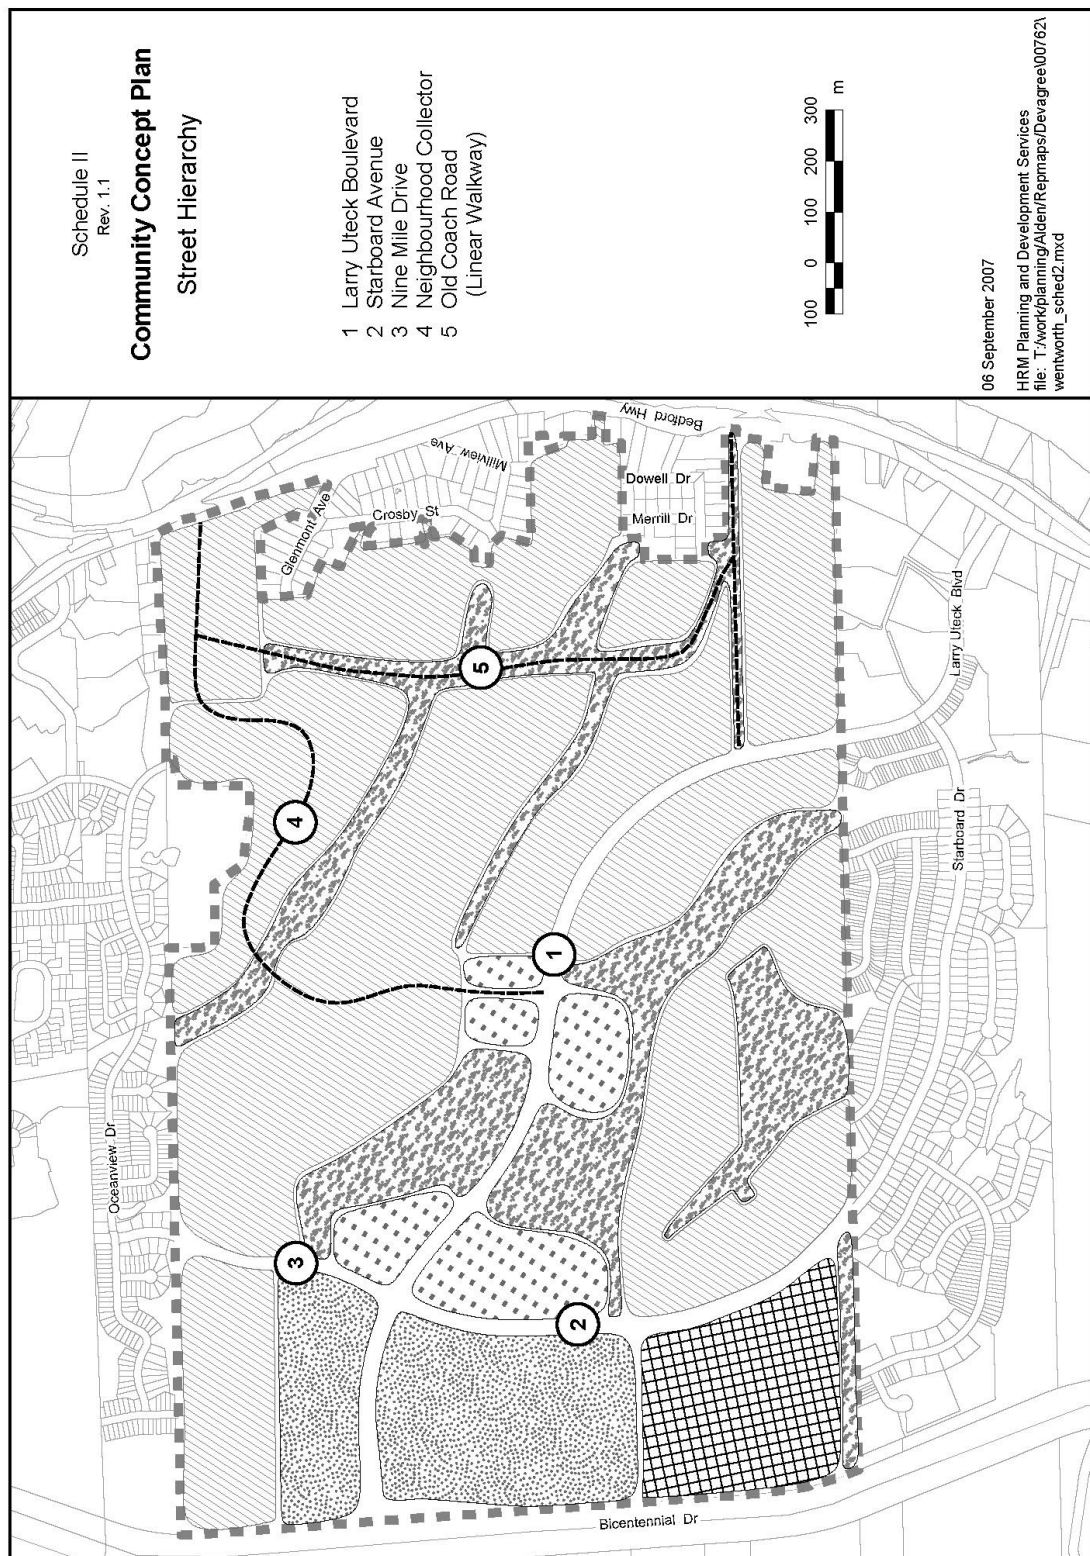 Schedule II
Rev. 1.1
Community Concept Plan
Street Hierarchy
1 Larry Uteck Boulevard
2 Starboard Avenue
3 Nine Mile Drive
4 Neighbourhood Collector
5 Old Coach Road
(Linear Walkway)
100 0 100 200 300
m
06 September 2007
HRM Planning and Development Services
file: T:/work/planning/Alden/Repmaps/Devagree\00762\
wentworth_sched2.mxd
Bedford Hwy
Millview Ave
Crosby St
Glenmont Ave
Dowell Dr
Merrill Dr
Larry Uteck Blvd
Starboard Dr
Oceanview Dr
Bicentennial Dr
1
2
3
4
5